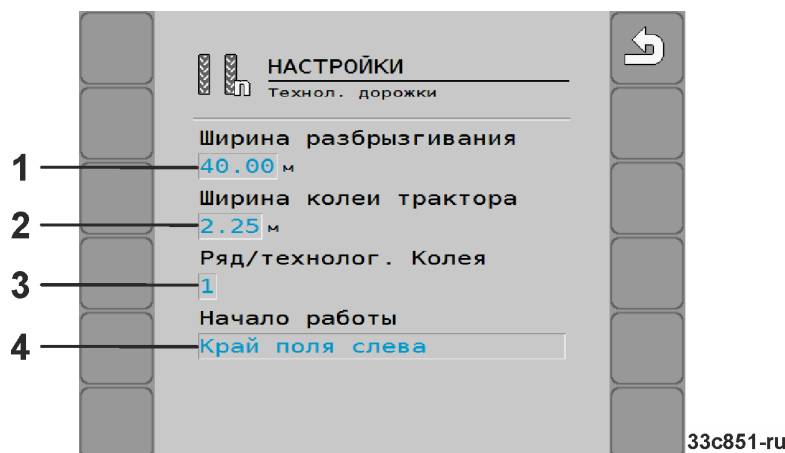 НАСТРОЙКИ
Технол. дорожки
Ширина разбрызгивания
1 40.00 м
Ширина колеи трактора
2 2.25 м
Ряд/технолог. Колея
3 1
Начало работы
4 Край поля слева
33c851-ru